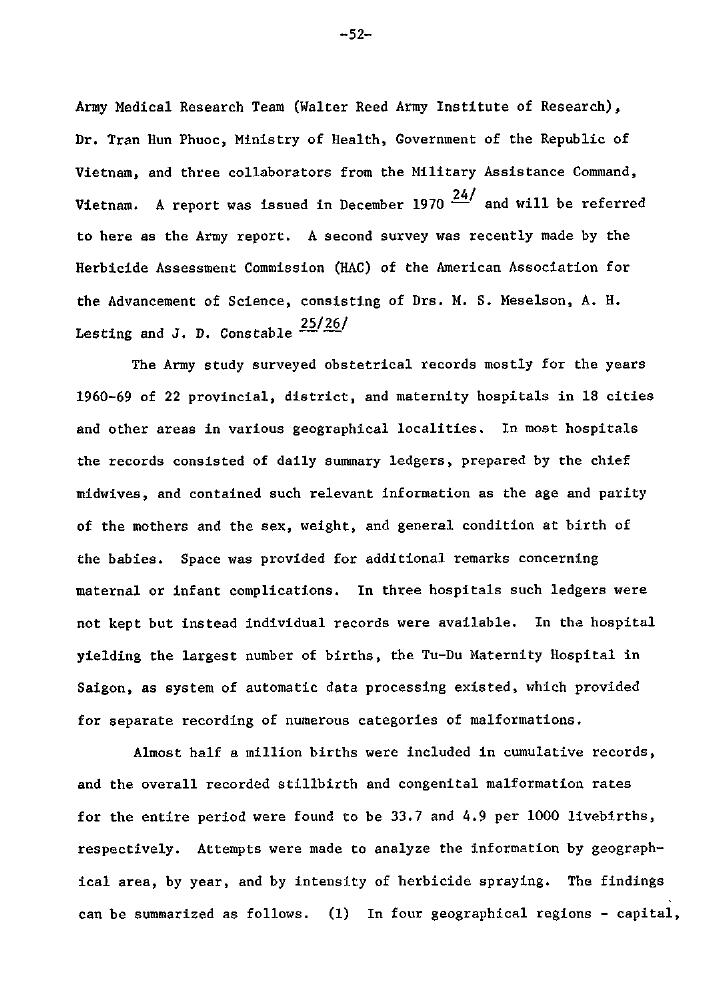 -52-
Army Medical Research Team (Walter Reed Army Institute of Research),
Dr. Tran Hun Phuoc, Ministry of Health, Government of the Republic of
Vietnam, and three collaborators from the Military Assistance Command,
Vietnam. A report was issued in December 1970 24/ and will be referred
to here as the Army report. A second survey was recently made by the
Herbicide Assessment Commission (HAC) of the American Association for
the Advancement of Science, consisting of Drs. M. S. Meselson, A. H.
Lesting and J. D. Constable 25/26/
The Army study surveyed obstetrical records mostly for the years
1960-69 of 22 provincial, district, and maternity hospitals in 18 cities
and other areas in various geographical localities. In most hospitals
the records consisted of daily summary ledgers, prepared by the chief
midwives, and contained such relevant information as the age and parity
of the mothers and the sex, weight, and general condition at birth of
the babies. Space was provided for additional remarks concerning
maternal or infant complications. In three hospitals such ledgers were
not kept but instead individual records were available. In the hospital
yielding the largest number of births, the Tu-Du Maternity Hospital in
Saigon, as system of automatic data processing existed, which provided
for separate recording of numerous categories of malformations.
Almost half a million births were included in cumulative records,
and the overall recorded stillbirth and congenital malformation rates
for the entire period were found to be 33.7 and 4.9 per 1000 livebirths,
respectively. Attempts were made to analyze the information by geograph-
ical area, by year, and by intensity of herbicide spraying. The findings
can be summarized as follows. (1) In four geographical regions - capital,